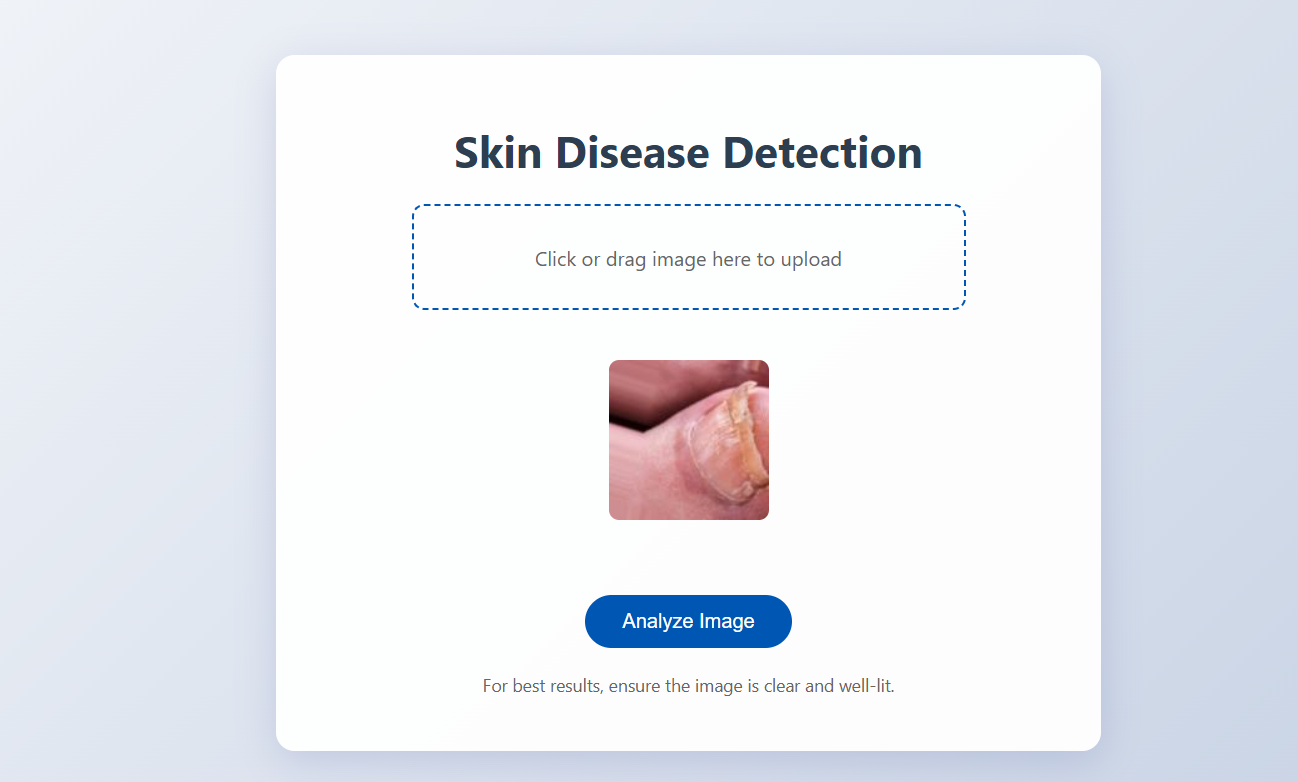 Skin Disease Detection
Click or drag image here to upload
Analyze Image
For best results, ensure the image is clear and well-lit.